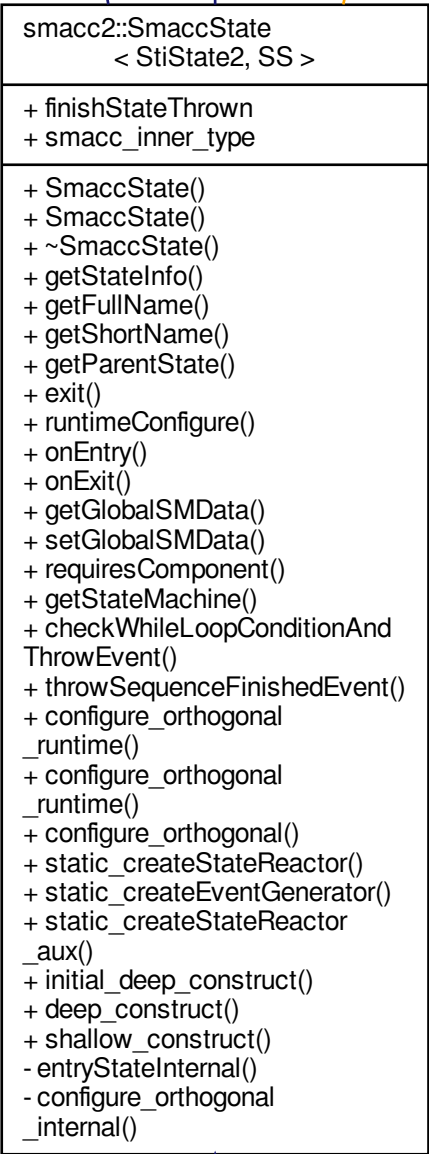 smacc2::SmaccState
< StiState2, SS >
+ finishStateThrown
+ smacc_inner_type
+ SmaccState()
+ SmaccState()
+ ~SmaccState()
+ getStateInfo()
+ getFullName()
+ getShortName()
+ getParentState()
+ exit()
+ runtimeConfigure()
+ onEntry()
+ onExit()
+ getGlobalSMData()
+ setGlobalSMData()
+ requiresComponent()
+ getStateMachine()
+ checkWhileLoopConditionAnd
ThrowEvent()
+ throwSequenceFinishedEvent()
+ configure_orthogonal
_runtime()
+ configure_orthogonal
_runtime()
+ configure_orthogonal()
+ static_createStateReactor()
+ static_createEventGenerator()
+ static_createStateReactor
_aux()
+ initial_deep_construct()
+ deep_construct()
+ shallow_construct()
- entryStateInternal()
- configure_orthogonal
_internal()